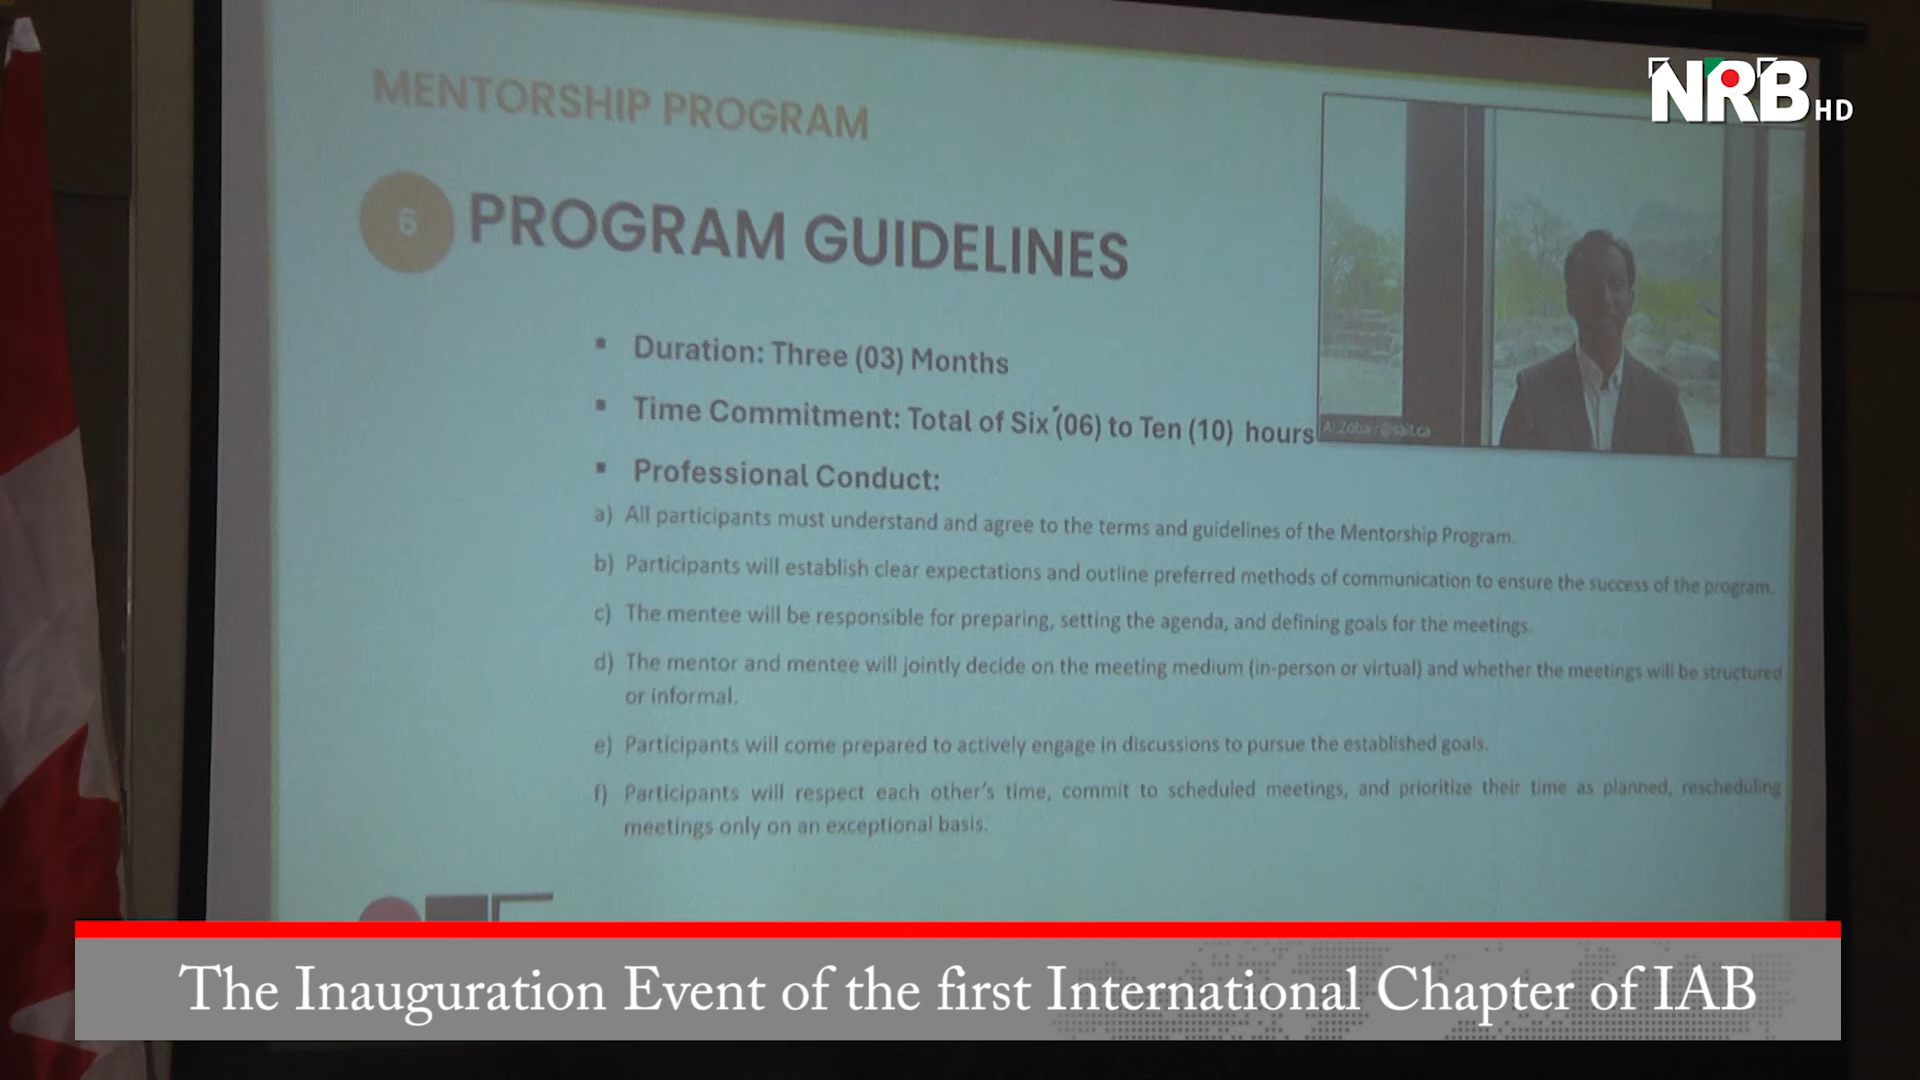 NRB HD
MENTORSHIP PROGRAM
6 PROGRAM GUIDELINES
▪ Duration: Three (03) Months
▪ Time Commitment: Total of Six (06) to Ten (10) hours
Al.Zobair@sait.ca
▪ Professional Conduct:
a) All participants must understand and agree to the terms and guidelines of the Mentorship Program.
b) Participants will establish clear expectations and outline preferred methods of communication to ensure the success of the program.
c) The mentee will be responsible for preparing, setting the agenda, and defining goals for the meetings.
d) The mentor and mentee will jointly decide on the meeting medium (in-person or virtual) and whether the meetings will be structured
or informal.
e) Participants will come prepared to actively engage in discussions to pursue the established goals.
f) Participants will respect each other's time, commit to scheduled meetings, and prioritize their time as planned, rescheduling
meetings only on an exceptional basis.
The Inauguration Event of the first International Chapter of IAB